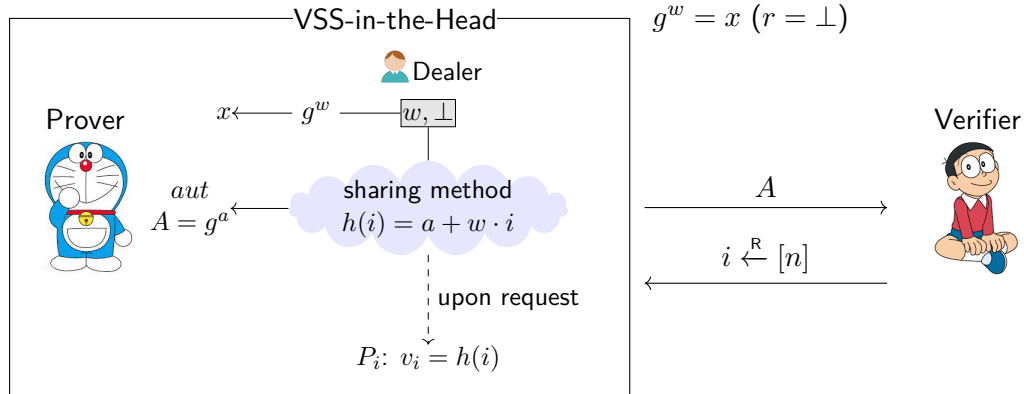 VSS-in-the-Head
g^w = x (r = ⊥)
Dealer
x g^w w, ⊥
Prover
Verifier
sharing method
h(i) = a + w · i
aut
A = g^a
A
i ←R [n]
upon request
P_i: v_i = h(i)